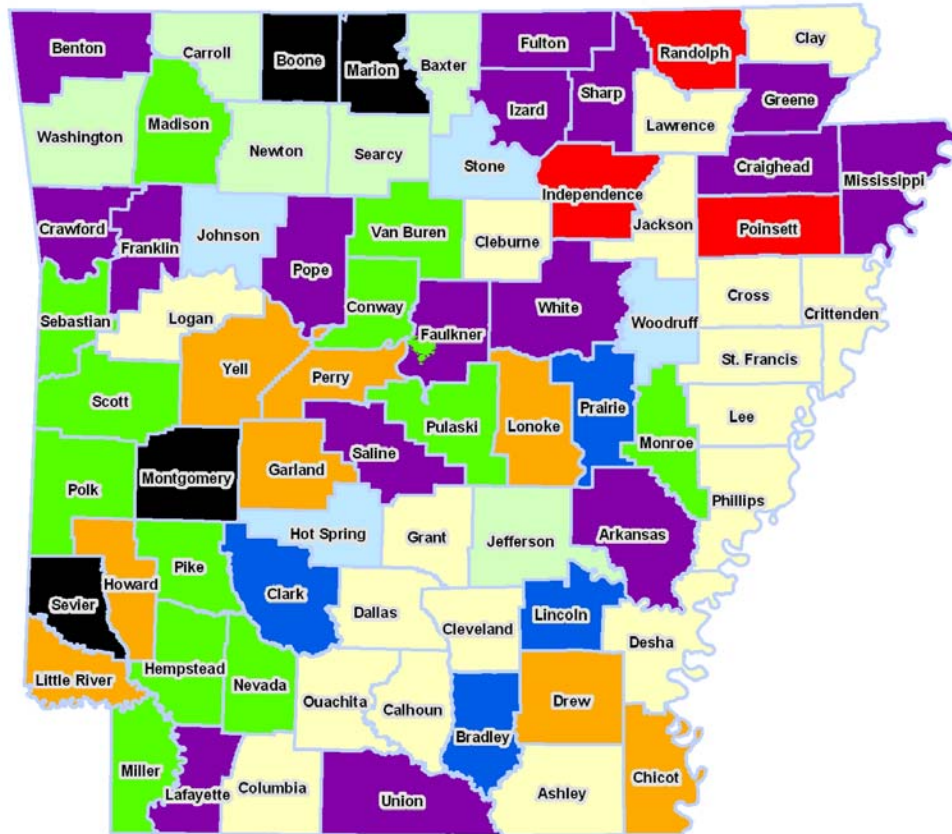 Benton
Carroll
Boone
Marion
Baxter
Fulton
Randolph
Clay
Izard
Sharp
Greene
Washington
Madison
Newton
Searcy
Stone
Lawrence
Independence
Craighead
Mississippi
Crawford
Franklin
Johnson
Pope
Van Buren
Cleburne
Jackson
Poinsett
Sebastian
Logan
Conway
Faulkner
White
Woodruff
Cross
Crittenden
Yell
Perry
St. Francis
Scott
Pulaski
Lonoke
Prairie
Monroe
Lee
Polk
Montgomery
Garland
Saline
Phillips
Hot Spring
Grant
Jefferson
Arkansas
Sevier
Howard
Pike
Clark
Dallas
Cleveland
Lincoln
Desha
Little River
Hempstead
Nevada
Ouachita
Calhoun
Bradley
Drew
Miller
Lafayette
Columbia
Union
Ashley
Chicot